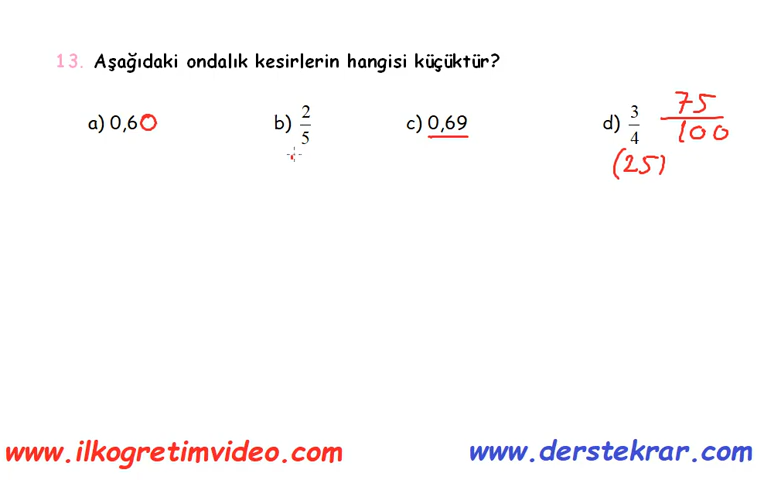 13. Aşağıdaki ondalık kesirlerin hangisi küçüktür?
a) 0,60 b) 2/5 c) 0,69 d) 3/4 75/100
(25)
www.ilkogretimvideo.com www.derstekrar.com